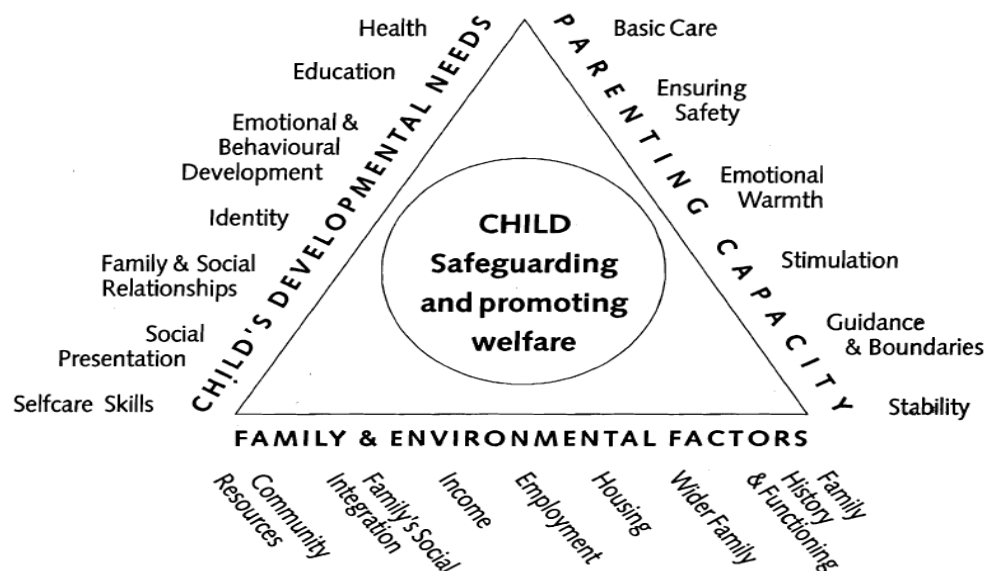 Health
Education
Emotional &
Behavioural
Development
Identity
Family & Social
Relationships
Social
Presentation
Selfcare Skills
CHILD'S DEVELOPMENTAL NEEDS
PARENTING CAPACITY
Basic Care
Ensuring
Safety
Emotional
Warmth
Stimulation
Guidance
& Boundaries
Stability
CHILD
Safeguarding
and promoting
welfare
FAMILY & ENVIRONMENTAL FACTORS
Community
Resources
Family's Social
Integration
Income
Employment
Housing
Wider Family
Family
History
& Functioning